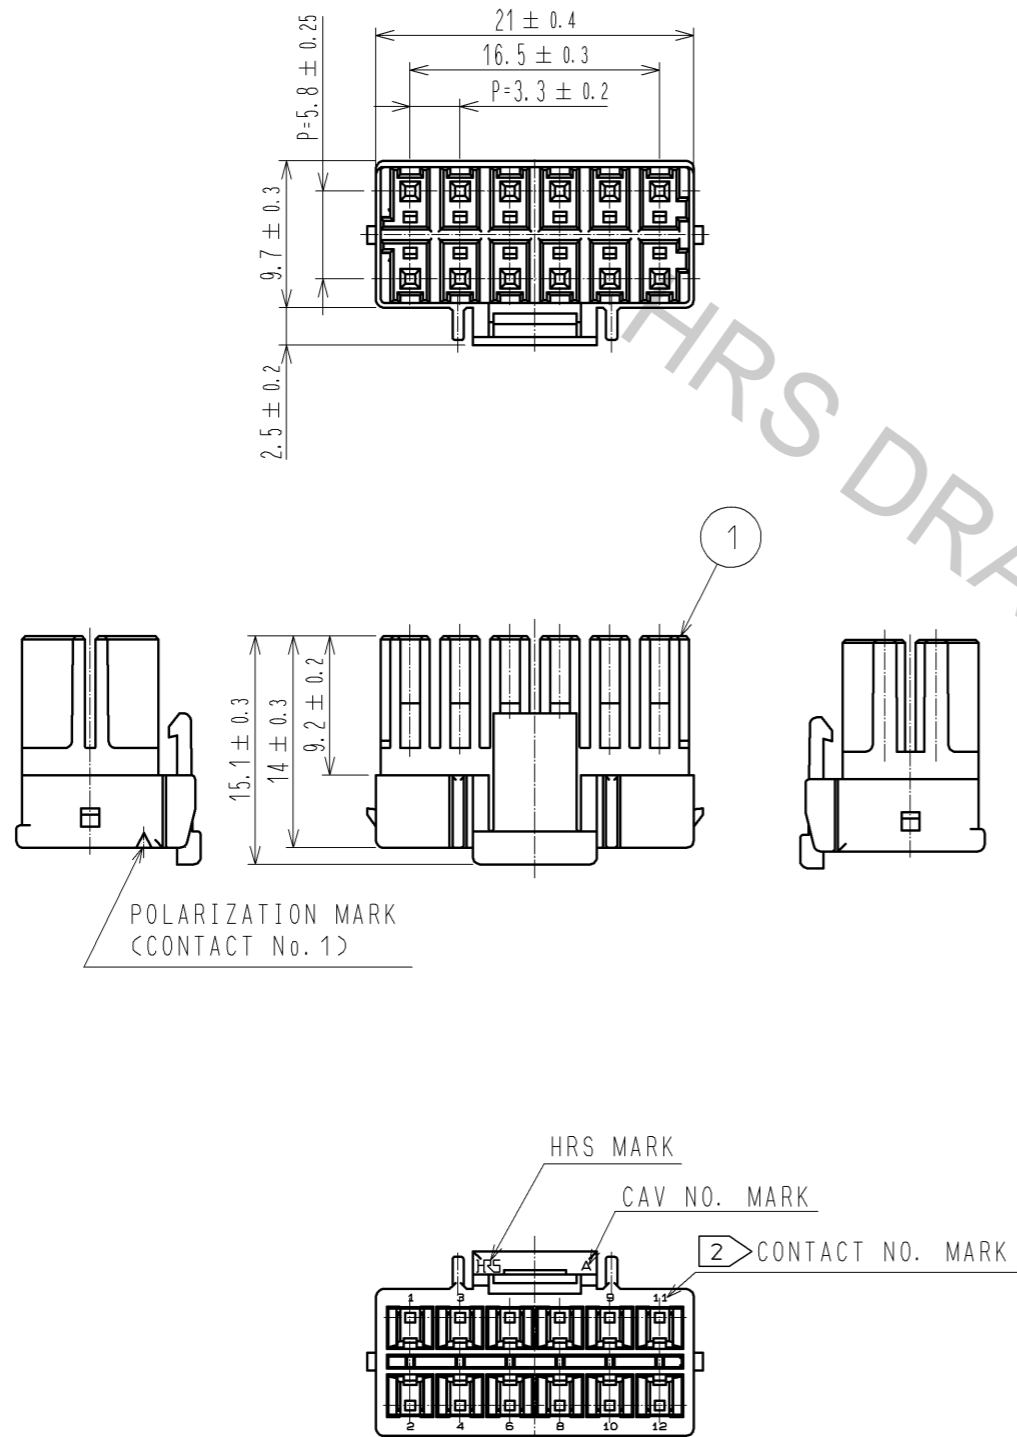 21 ± 0.4
16.5 ± 0.3
P=3.3 ± 0.2
P=5.8 ± 0.25
9.7 ± 0.3
2.5 ± 0.2
HRS DRA
1
15.1 ± 0.3
14 ± 0.3
9.2 ± 0.2
POLARIZATION MARK
(CONTACT No.1)
HRS MARK
CAV NO. MARK
2 CONTACT NO. MARK
HRS A
1 3 9 11
2 4 6 8 10 12